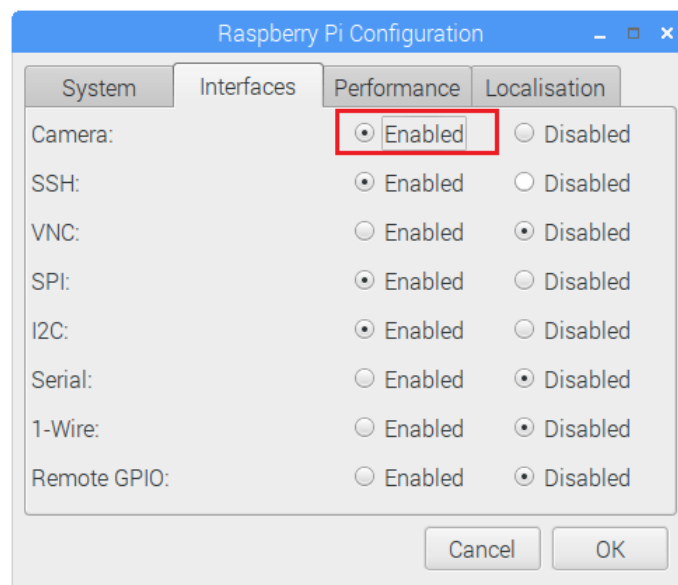 Raspberry Pi Configuration
System Interfaces Performance Localisation
Camera: Enabled Disabled
SSH: Enabled Disabled
VNC: Enabled Disabled
SPI: Enabled Disabled
I2C: Enabled Disabled
Serial: Enabled Disabled
1-Wire: Enabled Disabled
Remote GPIO: Enabled Disabled
Cancel OK